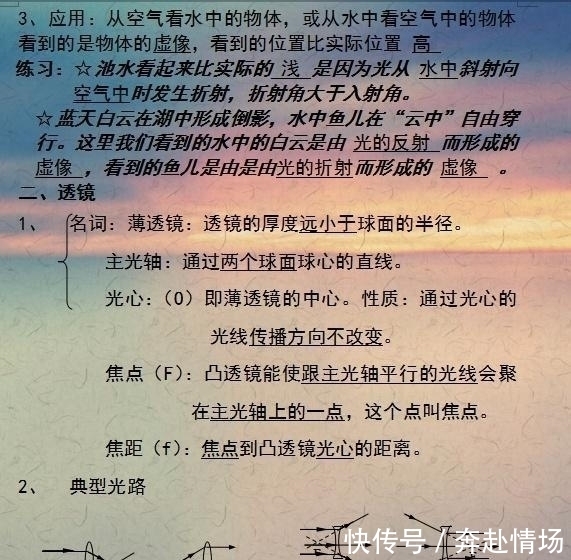 3、应用：从空气看水中的物体，或从水中看空气中的物体
看到的是物体的虚像，看到的位置比实际位置 高
练习：☆池水看起来比实际的 浅 是因为光从 水中斜射向
空气中时发生折射，折射角大于入射角。
☆蓝天白云在湖中形成倒影，水中鱼儿在“云中”自由穿
行。这里我们看到的水中的白云是由 光的反射 而形成的
虚像 ，看到的鱼儿是由是由光的折射而形成的 虚像 。
二、透镜
1、 名词：薄透镜：透镜的厚度远小于球面的半径。
主光轴：通过两个球面球心的直线。
光心：（O）即薄透镜的中心。性质：通过光心的
光线传播方向不改变。
焦点（F）：凸透镜能使跟主光轴平行的光线会聚
在主光轴上的一点，这个点叫焦点。
焦距（f）：焦点到凸透镜光心的距离。
2、 典型光路
快传号／奔赴情场